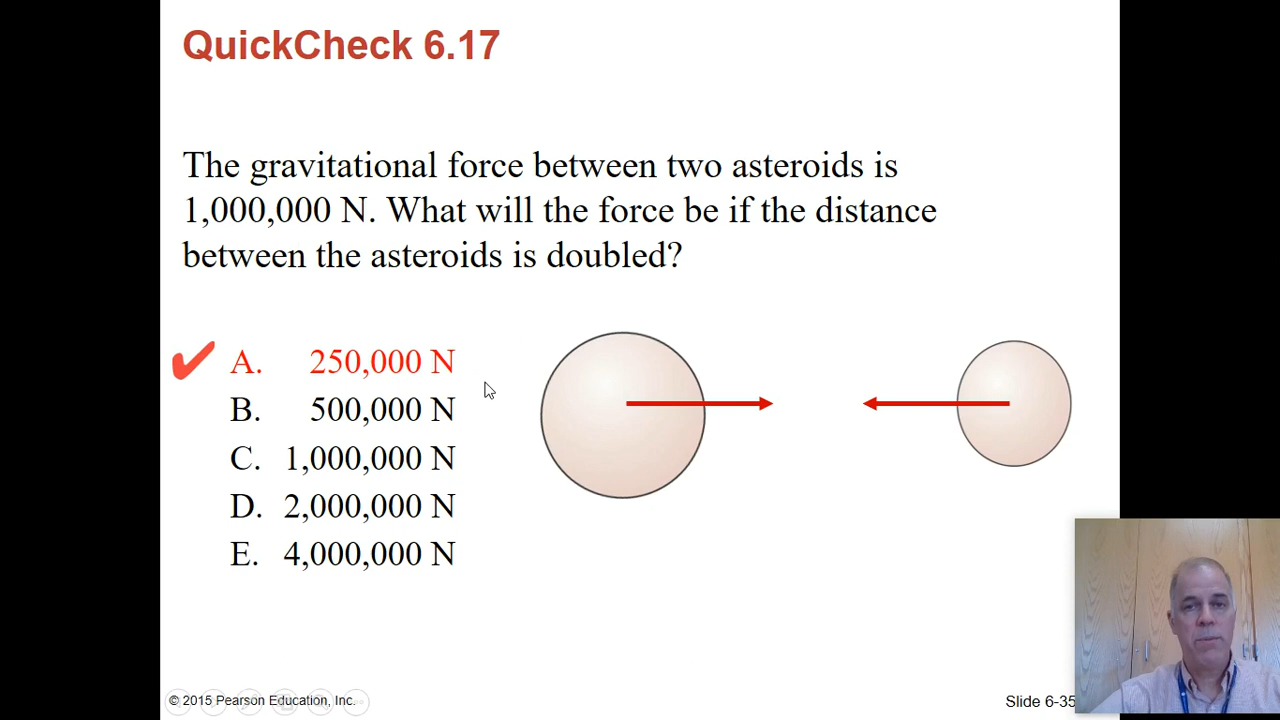 QuickCheck 6.17
The gravitational force between two asteroids is
1,000,000 N. What will the force be if the distance
between the asteroids is doubled?
A. 250,000 N
B. 500,000 N
C. 1,000,000 N
D. 2,000,000 N
E. 4,000,000 N
© 2015 Pearson Education, Inc.
Slide 6-35